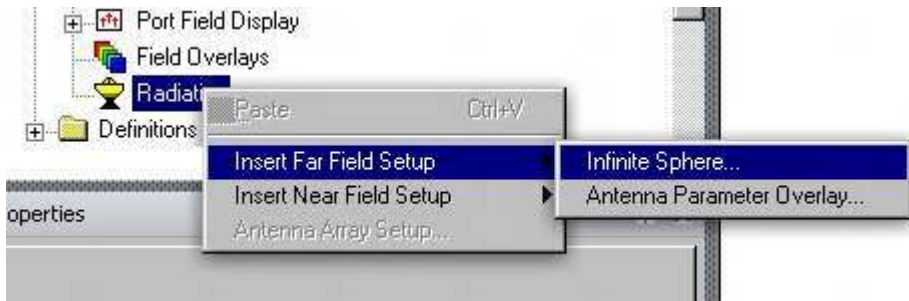 Port Field Display
Field Overlays
Radiati
Paste Ctrl+V
Definitions
Insert Far Field Setup
Infinite Sphere...
Insert Near Field Setup
Antenna Parameter Overlay...
operties
Antenna Array Setup...